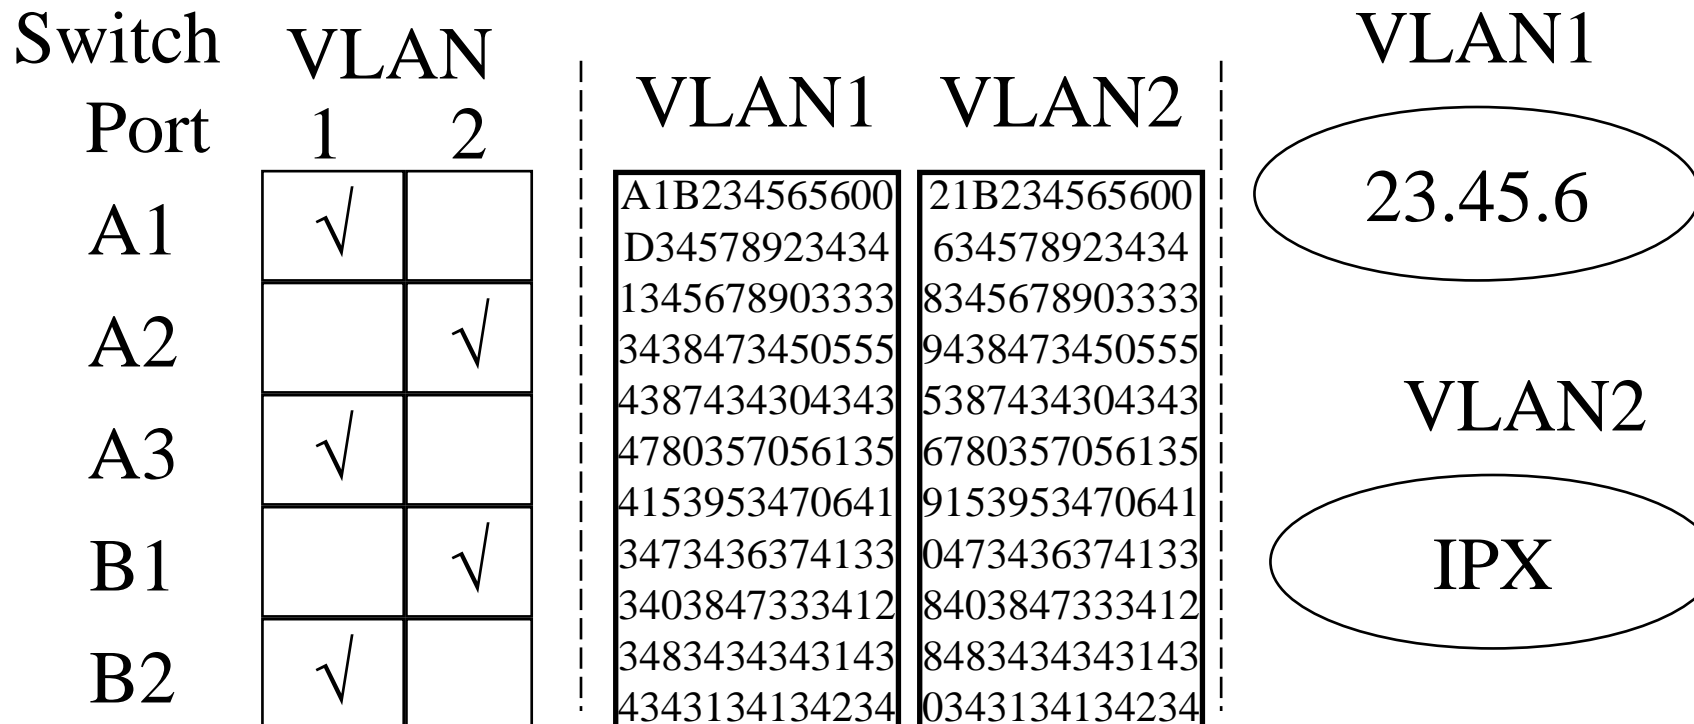 Switch
Port
VLAN
1 2
A1 √
A2 √
A3 √
B1 √
B2 √
VLAN1
A1B234565600
D34578923434
1345678903333
3438473450555
4387434304343
4780357056135
4153953470641
3473436374133
3403847333412
3483434343143
4343134134234
VLAN2
21B234565600
634578923434
8345678903333
9438473450555
5387434304343
6780357056135
9153953470641
0473436374133
8403847333412
8483434343143
0343134134234
VLAN1
23.45.6
VLAN2
IPX